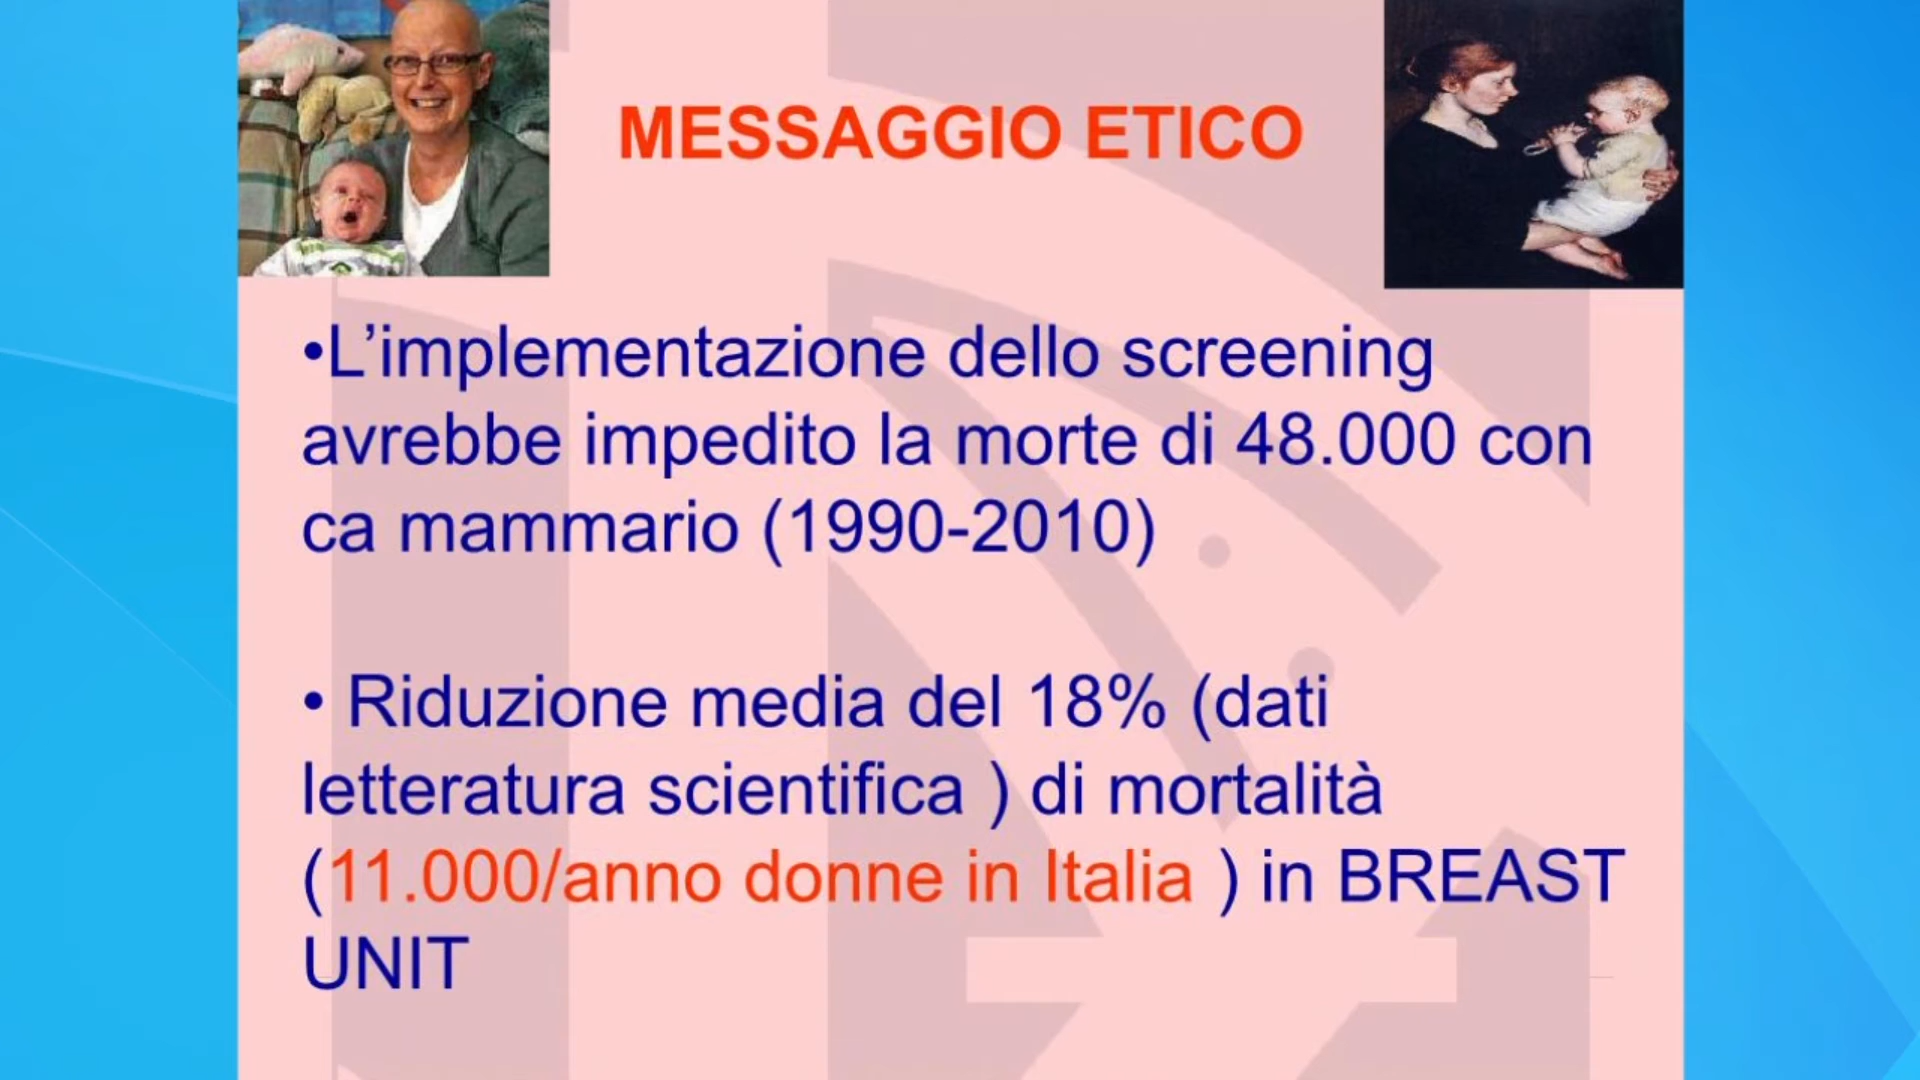 MESSAGGIO ETICO
•L’implementazione dello screening
avrebbe impedito la morte di 48.000 con
ca mammario (1990-2010)
• Riduzione media del 18% (dati
letteratura scientifica ) di mortalità
(11.000/anno donne in Italia ) in BREAST
UNIT